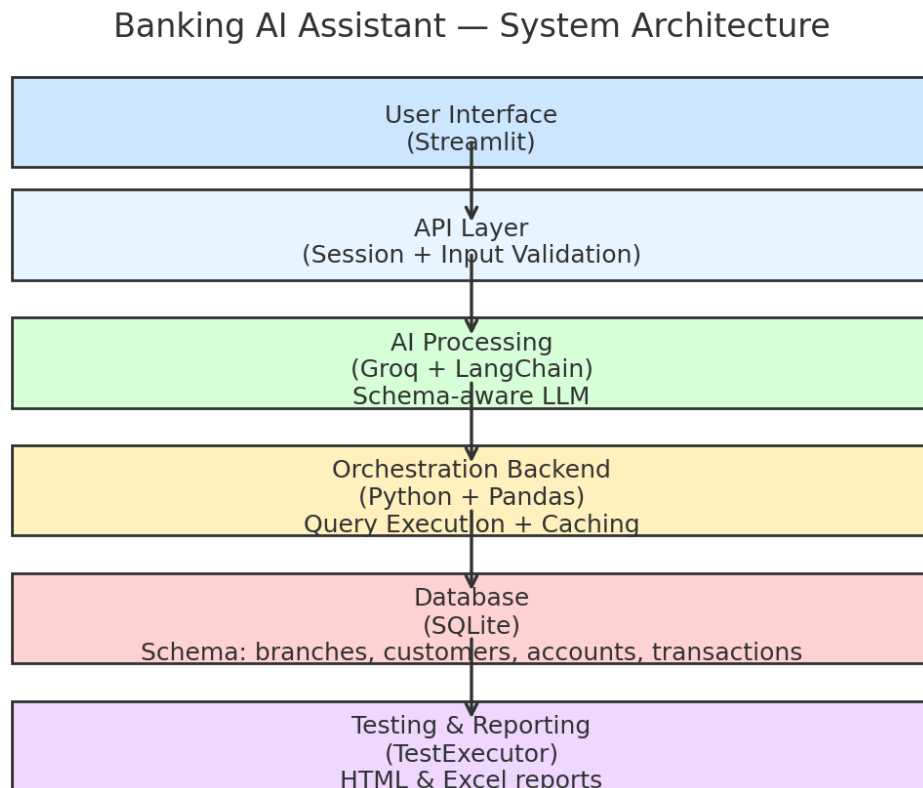 Banking AI Assistant — System Architecture
User Interface
(Streamlit)
API Layer
(Session + Input Validation)
AI Processing
(Groq + LangChain)
Schema-aware LLM
Orchestration Backend
(Python + Pandas)
Query Execution + Caching
Database
(SQLite)
Schema: branches, customers, accounts, transactions
Testing & Reporting
(TestExecutor)
HTML & Excel reports